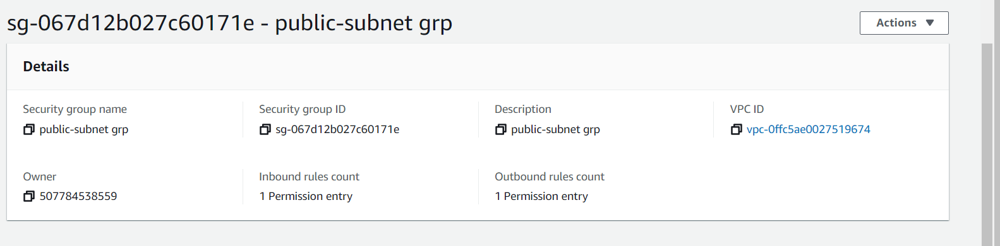 sg-067d12b027c60171e - public-subnet grp
Actions
Details
Security group name
public-subnet grp
Security group ID
sg-067d12b027c60171e
Description
public-subnet grp
VPC ID
vpc-0ffc5ae0027519674
Owner
507784538559
Inbound rules count
1 Permission entry
Outbound rules count
1 Permission entry